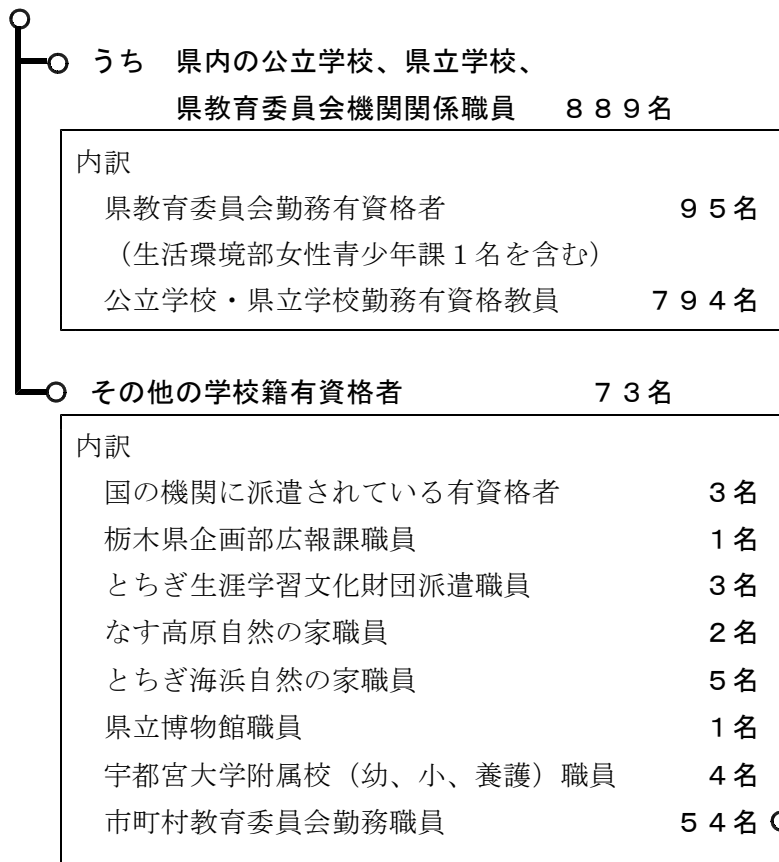 うち 県内の公立学校、県立学校、
県教育委員会機関関係職員 ８８９名
内訳
県教育委員会勤務有資格者 ９５名
（生活環境部女性青少年課１名を含む）
公立学校・県立学校勤務有資格教員 ７９４名
その他の学校籍有資格者 ７３名
内訳
国の機関に派遣されている有資格者 ３名
栃木県企画部広報課職員 １名
とちぎ生涯学習文化財団派遣職員 ３名
なす高原自然の家職員 ２名
とちぎ海浜自然の家職員 ５名
県立博物館職員 １名
宇都宮大学附属校（幼、小、養護）職員 ４名
市町村教育委員会勤務職員 ５４名